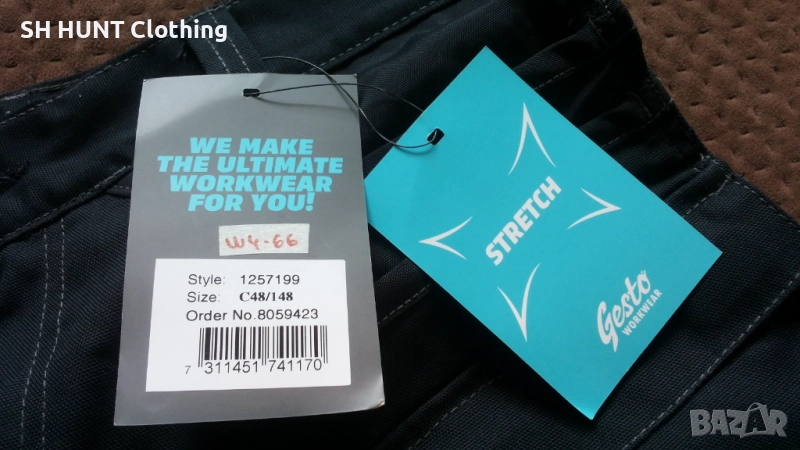 SH HUNT Clothing
WE MAKE
THE ULTIMATE
WORKWEAR
FOR YOU!
W4-66
Style: 1257199
Size: C48/148
Order No.8059423
7 311451 741170
STRETCH
Gesto
WORKWEAR
BAZAR